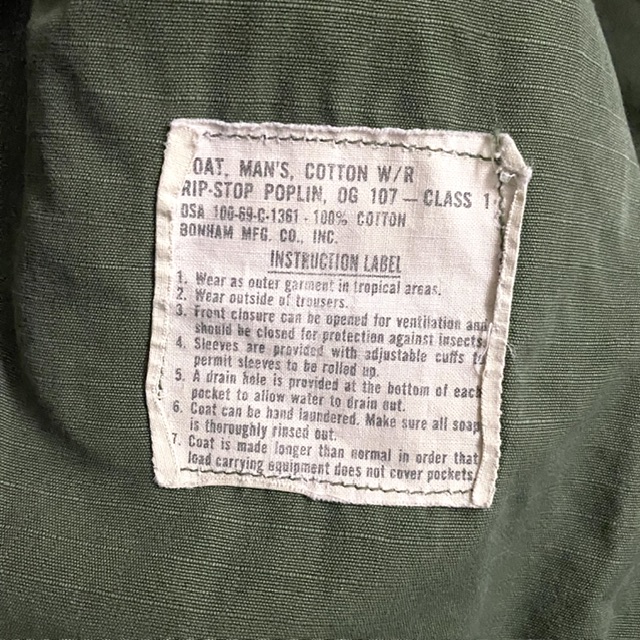 OAT, MAN'S, COTTON W/R
RIP-STOP POPLIN, OG 107 — CLASS 1
DSA 100-69-C-1361 - 100% COTTON
BONHAM MFG. CO., INC.
INSTRUCTION LABEL
1. Wear as outer garment in tropical areas.
2. Wear outside of trousers.
3. Front closure can be opened for ventilation and
should be closed for protection against insects.
4. Sleeves are provided with adjustable cuffs to
permit sleeves to be rolled up.
5. A drain hole is provided at the bottom of each
pocket to allow water to drain out.
6. Coat can be hand laundered. Make sure all soap
is thoroughly rinsed out.
7. Coat is made longer than normal in order that
load carrying equipment does not cover pockets.